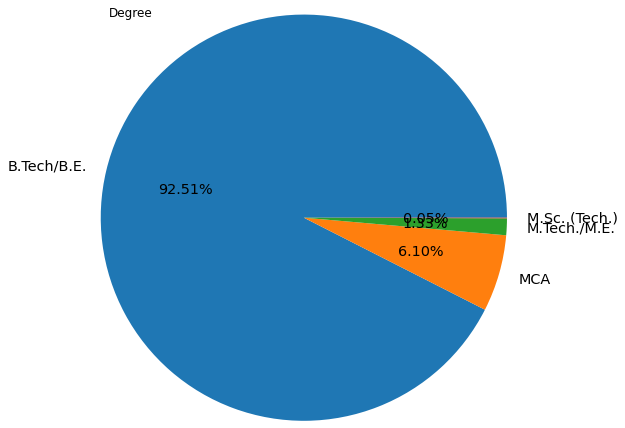 Degree
B.Tech/B.E.
92.51%
0.05%
M.Sc. (Tech.)
1.33%
M.Tech./M.E.
6.10%
MCA